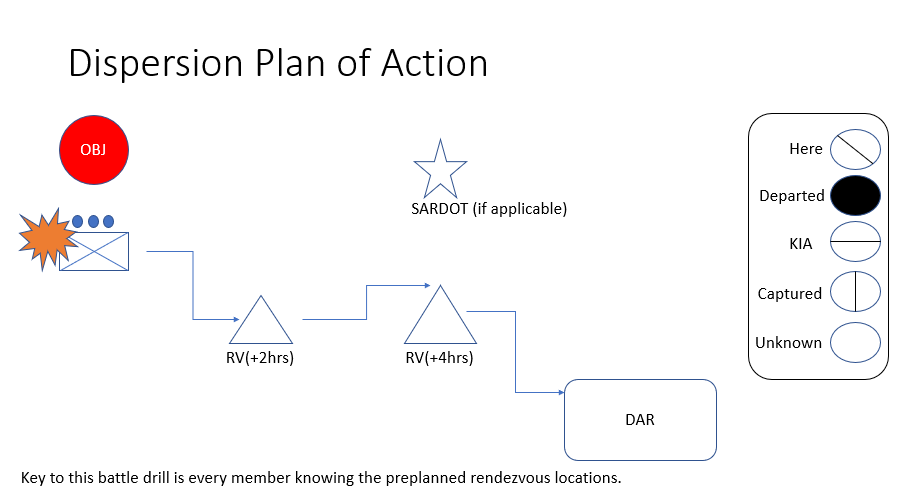 Dispersion Plan of Action
OBJ
SARDOT (if applicable)
RV(+2hrs)
RV(+4hrs)
DAR
Here
Departed
KIA
Captured
Unknown
Key to this battle drill is every member knowing the preplanned rendezvous locations.